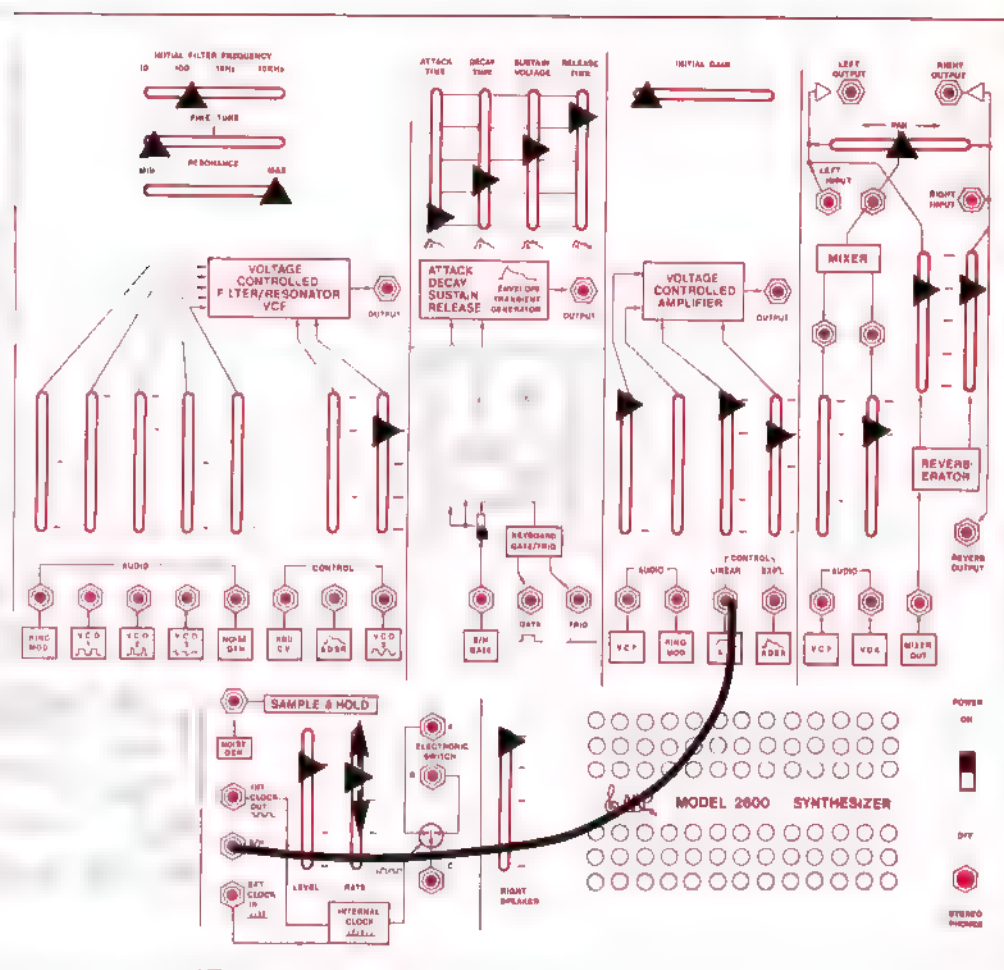 INITIAL FILTER FREQUENCY
10 100 1KHz 10KHz
FINE TUNE
RESONANCE
MIN MAX
ATTACK TIME
DECAY TIME
SUSTAIN VOLTAGE
RELEASE TIME
INITIAL GAIN
LEFT OUTPUT
RIGHT OUTPUT
PAN
LEFT INPUT
RIGHT INPUT
MIXER
VOLTAGE
CONTROLLED
FILTER/RESONATOR
VCF
OUTPUT
ATTACK
DECAY
SUSTAIN
RELEASE
ENVELOPE
TRANSIENT
GENERATOR
OUTPUT
VOLTAGE
CONTROLLED
AMPLIFIER
OUTPUT
REVERB-
ERATOR
REVERB
OUTPUT
KEYBOARD
GATE/TRIG
AUDIO
CONTROL
AUDIO
CONTROL
LINEAR EXP'L
AUDIO
RING
MOD
VCO
VCO
VCO
NOISE
GEN
KBD
CV
ADSR
VCO
S/H
GATE
GATE
TRIG
VCF
RING
MOD
ADSR
VCF
VCA
MIXER
OUT
SAMPLE & HOLD
NOISE
GEN
INT
CLOCK
OUT
EXT
CLOCK
IN
LEVEL
RATE
INTERNAL
CLOCK
A
ELECTRONIC
SWITCH
B
C
RIGHT
SPEAKER
ARP MODEL 2600 SYNTHESIZER
POWER
ON
OFF
STEREO
PHONES